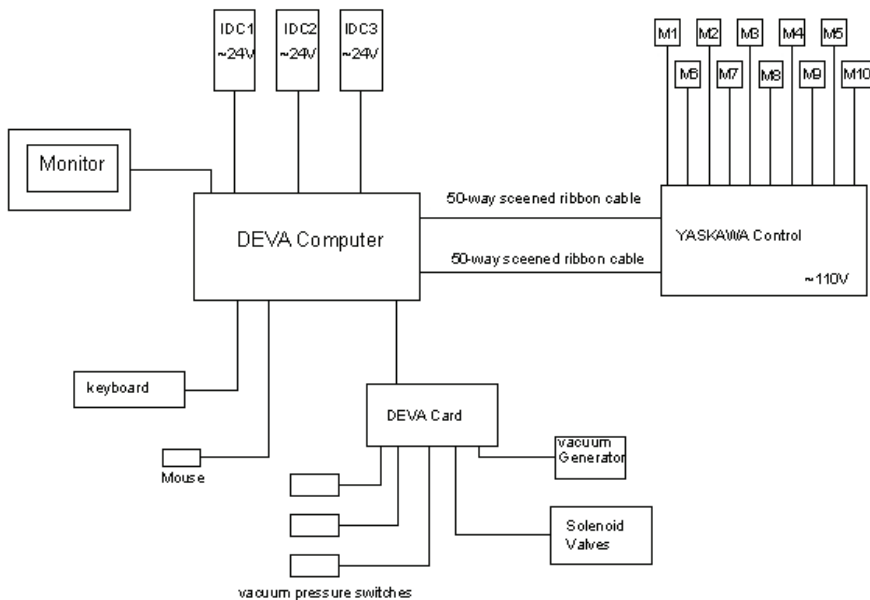 IDC1 IDC2 IDC3
~24V ~24V ~24V
M1 M2 M3 M4 M5
M6 M7 M8 M9 M10
Monitor
50-way sceened ribbon cable
DEVA Computer
YASKAWA Control
50-way sceened ribbon cable
~110V
keyboard
DEVA Card
vacuum
Generator
Mouse
Solenoid
Valves
vacuum pressure switches